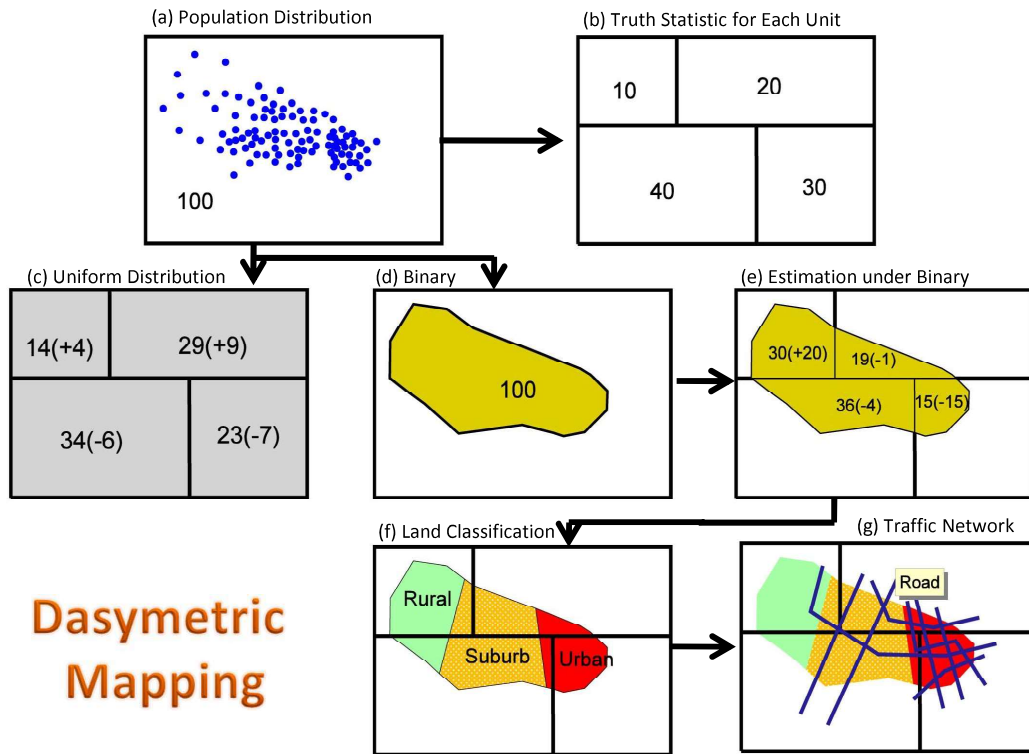 (a) Population Distribution
(b) Truth Statistic for Each Unit
100
10
20
40
30
(c) Uniform Distribution
(d) Binary
(e) Estimation under Binary
14(+4)
29(+9)
34(-6)
23(-7)
100
30(+20)
19(-1)
36(-4)
15(-15)
(f) Land Classification
(g) Traffic Network
Rural
Suburb
Urban
Road
Dasymetric
Mapping